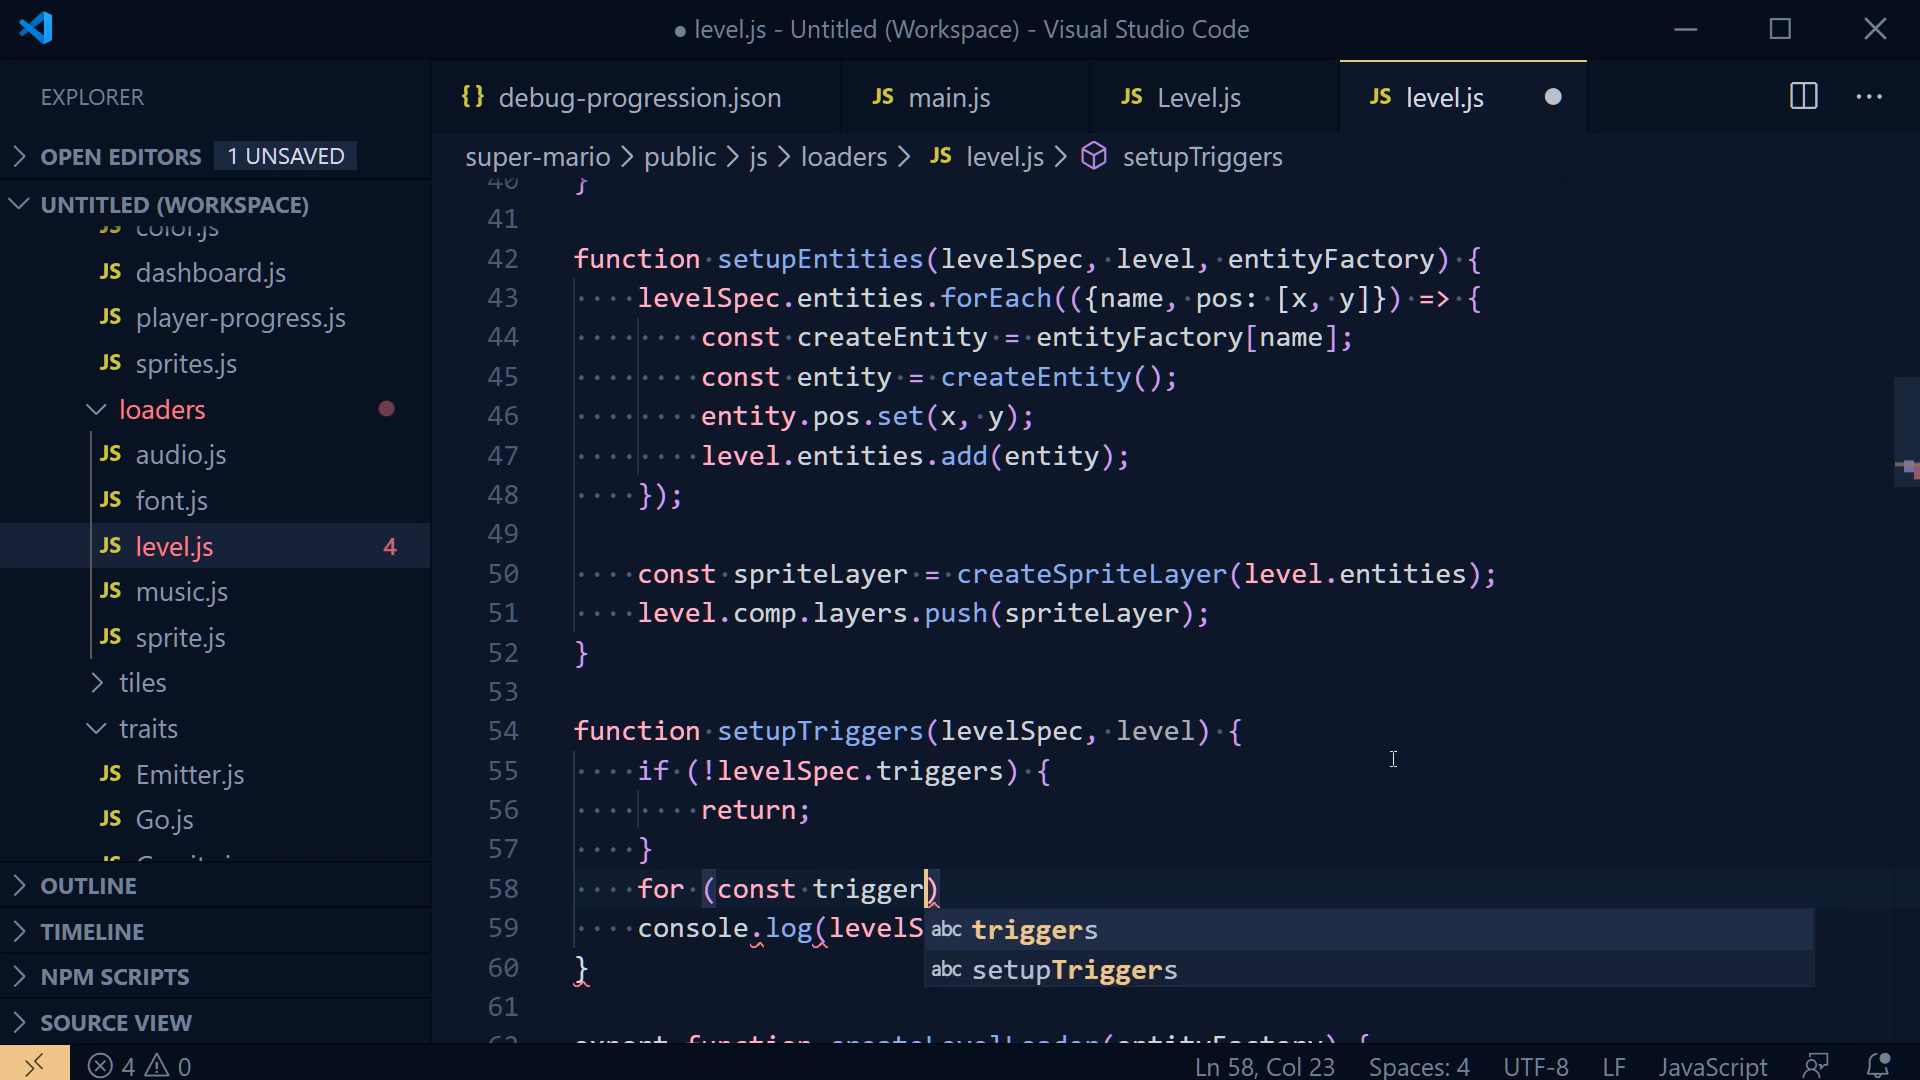 level.js - Untitled (Workspace) - Visual Studio Code
EXPLORER
OPEN EDITORS 1 UNSAVED
UNTITLED (WORKSPACE)
color.js
JS dashboard.js
JS player-progress.js
JS sprites.js
loaders
JS audio.js
JS font.js
JS level.js 4
JS music.js
JS sprite.js
tiles
traits
JS Emitter.js
JS Go.js
OUTLINE
TIMELINE
NPM SCRIPTS
SOURCE VIEW
{} debug-progression.json JS main.js JS Level.js JS level.js ● ···
super-mario > public > js > loaders > JS level.js > setupTriggers
40 }
41
42 function setupEntities(levelSpec, level, entityFactory) {
43 levelSpec.entities.forEach(({name, pos: [x, y]}) => {
44 const createEntity = entityFactory[name];
45 const entity = createEntity();
46 entity.pos.set(x, y);
47 level.entities.add(entity);
48 });
49
50 const spriteLayer = createSpriteLayer(level.entities);
51 level.comp.layers.push(spriteLayer);
52 }
53
54 function setupTriggers(levelSpec, level) {
55 if (!levelSpec.triggers) {
56 return;
57 }
58 for (const trigger)
59 console.log(levelS
abc triggers
60 }
abc setupTriggers
61
62 export function createLevelLoader(entityFactory) {
4 0 Ln 58, Col 23 Spaces: 4 UTF-8 LF JavaScript